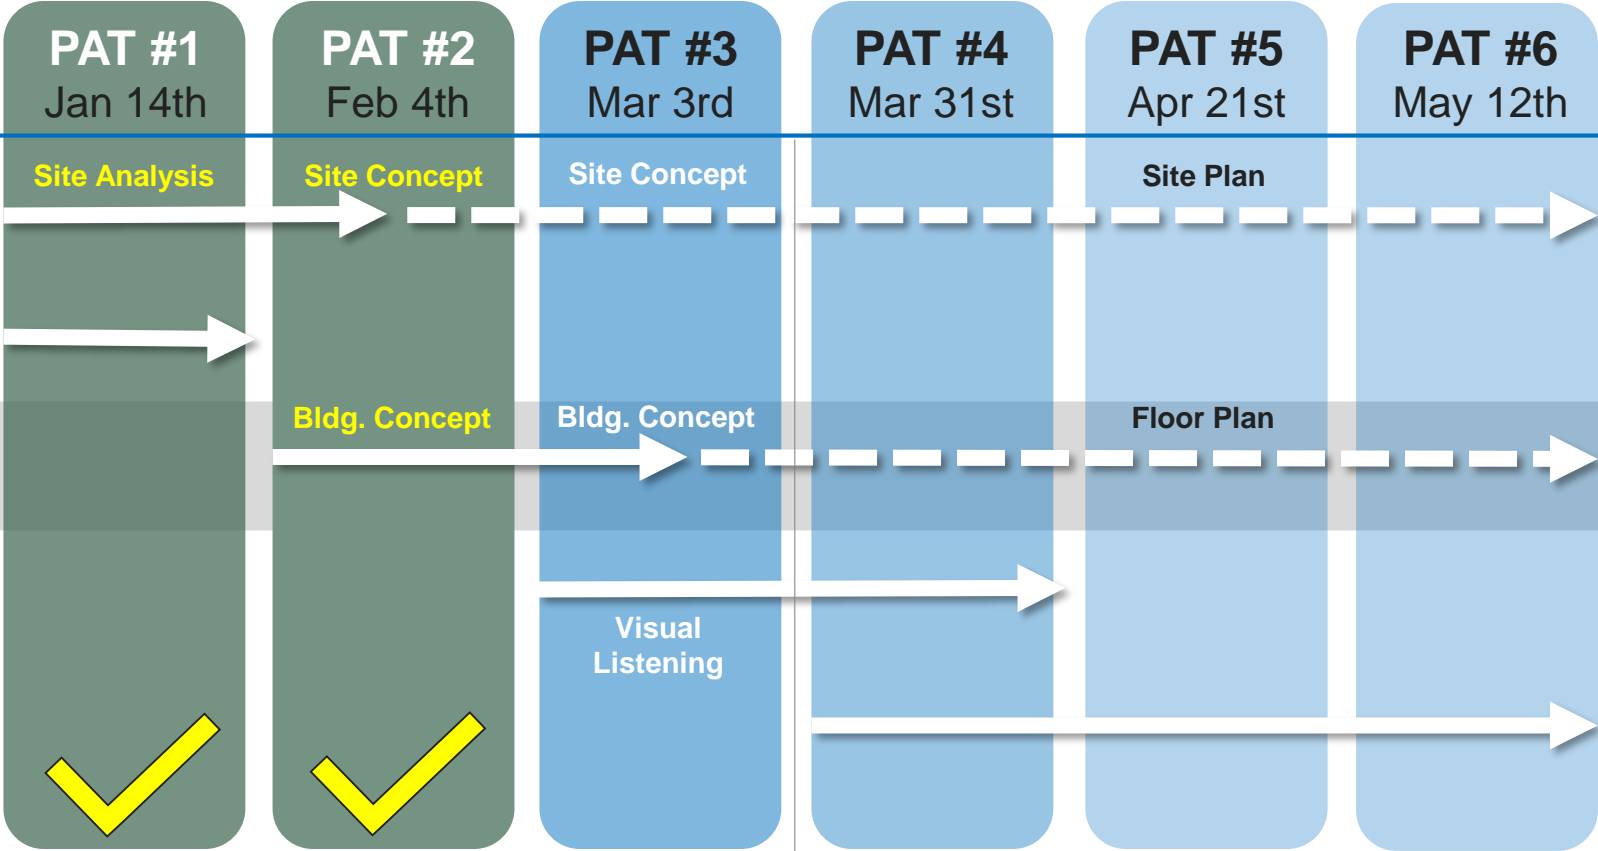 PAT #1
Jan 14th
PAT #2
Feb 4th
PAT #3
Mar 3rd
PAT #4
Mar 31st
PAT #5
Apr 21st
PAT #6
May 12th
Site Analysis
Site Concept
Site Concept
Site Plan
Bldg. Concept
Bldg. Concept
Floor Plan
Visual
Listening